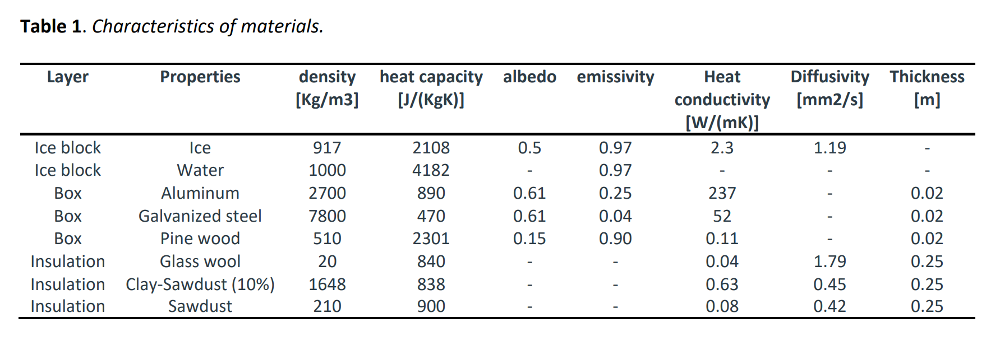 Table 1. Characteristics of materials.
Layer Properties density heat capacity albedo emissivity Heat Diffusivity Thickness
[Kg/m3] [J/(KgK)] conductivity [mm2/s] [m]
[W/(mK)]
Ice block Ice 917 2108 0.5 0.97 2.3 1.19 -
Ice block Water 1000 4182 - 0.97 - - -
Box Aluminum 2700 890 0.61 0.25 237 - 0.02
Box Galvanized steel 7800 470 0.61 0.04 52 - 0.02
Box Pine wood 510 2301 0.15 0.90 0.11 - 0.02
Insulation Glass wool 20 840 - - 0.04 1.79 0.25
Insulation Clay-Sawdust (10%) 1648 838 - - 0.63 0.45 0.25
Insulation Sawdust 210 900 - - 0.08 0.42 0.25